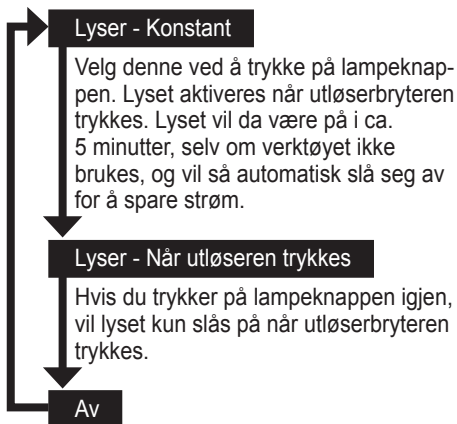 Lyser - Konstant
Velg denne ved å trykke på lampeknap-
pen. Lyset aktiveres når utløserbryteren
trykkes. Lyset vil da være på i ca.
5 minutter, selv om verktøyet ikke
brukes, og vil så automatisk slå seg av
for å spare strøm.
Lyser - Når utløseren trykkes
Hvis du trykker på lampeknappen igjen,
vil lyset kun slås på når utløserbryteren
trykkes.
Av